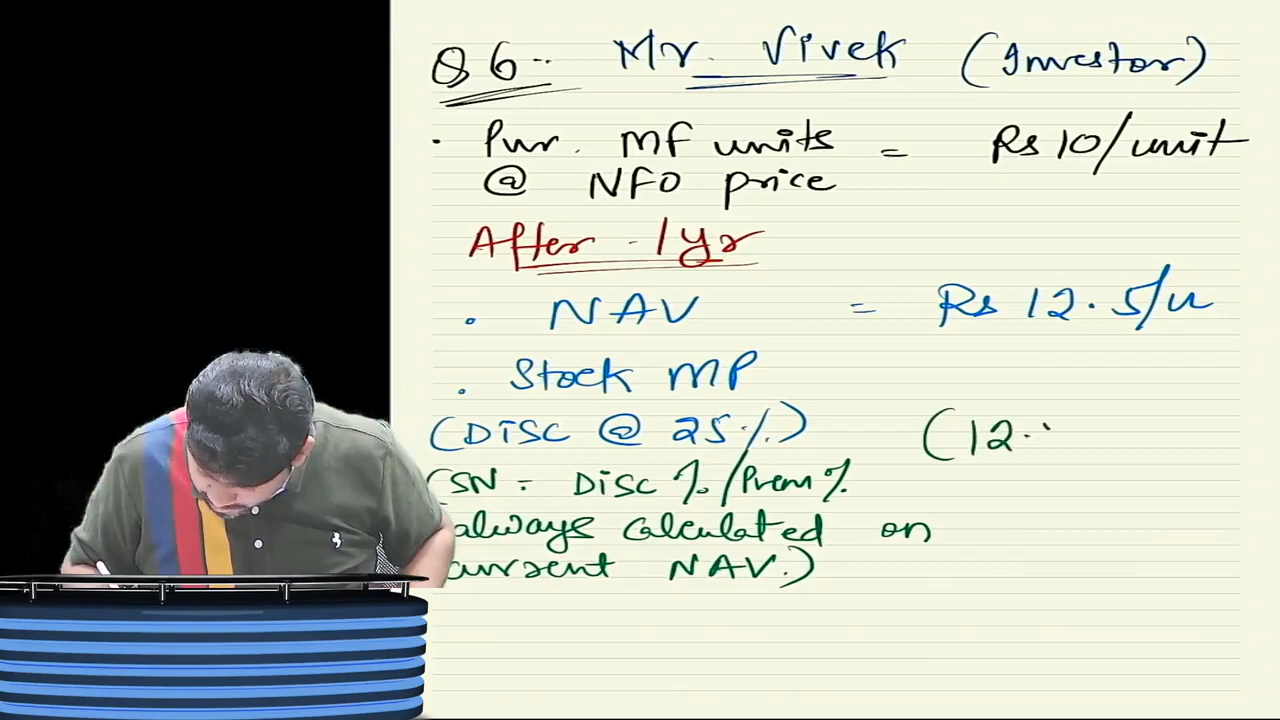 Q6.. Mr. Vivek (Investor)
• Pur. MF units = Rs 10/unit
@ NFO price
After - 1yr
• NAV = Rs 12.5/u
• Stock MP
(DISC @ 25%) (12.
(SN - DISC %/Prem %
always calculated on
current NAV.)